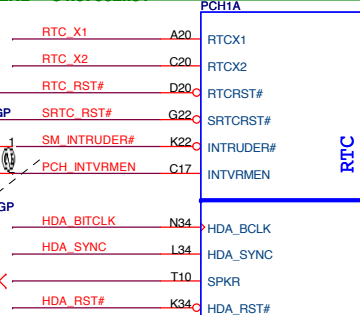 PCH1A
RTC_X1 A20 RTCX1
RTC_X2 C20 RTCX2
RTC_RST# D20 RTCRST#
GP SRTC_RST# G22 SRTCRST#
1 SM_INTRUDER# K22 INTRUDER#
PCH_INTVRMEN C17 INTVRMEN
RTC
GP
HDA_BITCLK N34 HDA_BCLK
HDA_SYNC L34 HDA_SYNC
T10 SPKR
HDA_RST# K34 HDA_RST#